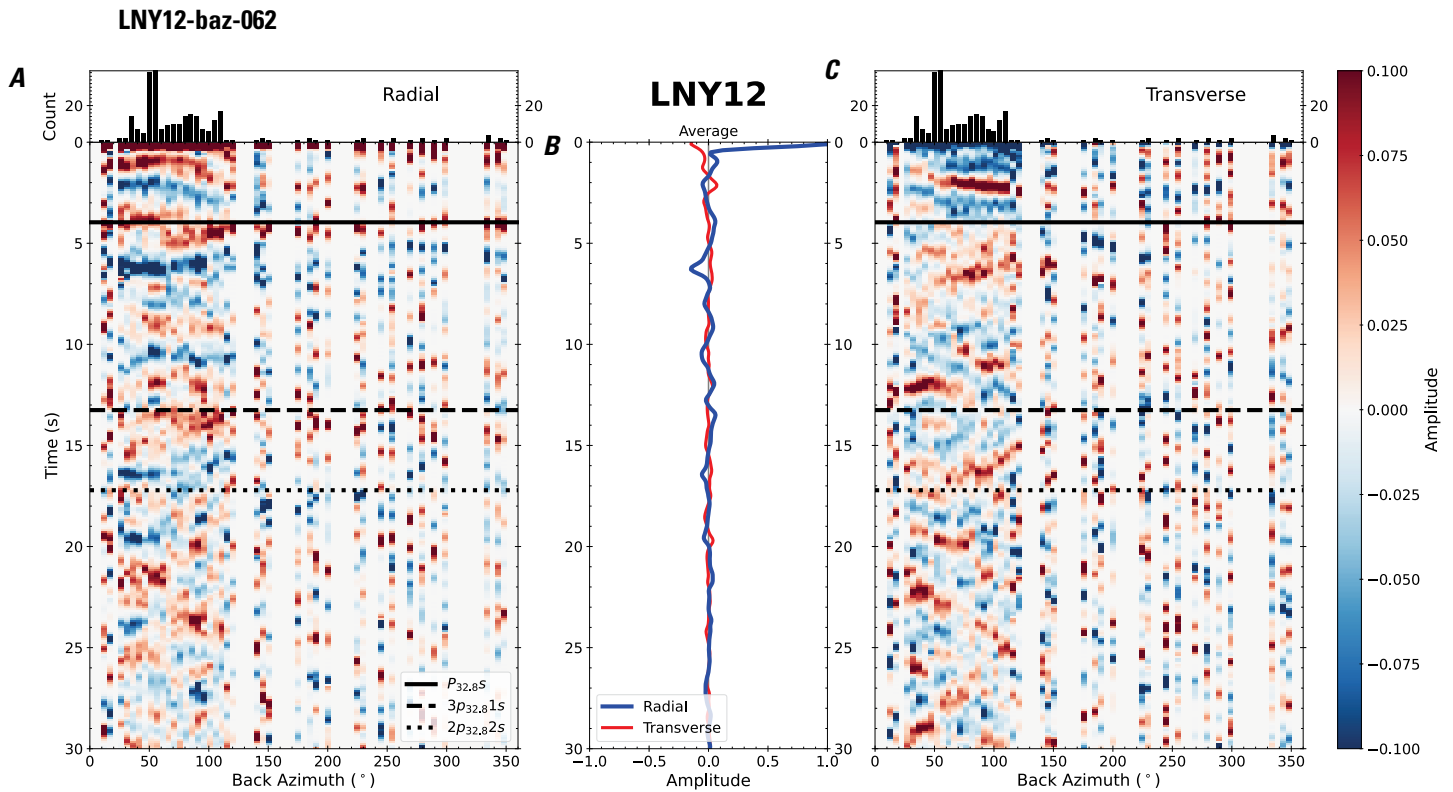 LNY12-baz-062
A
Radial
Count
20
0
20
0
0
5
10
15
20
25
30
Time (s)
P32.8s
3p32.81s
2p32.82s
0 50 100 150 200 250 300 350
Back Azimuth (°)
LNY12
Average
B
0
5
10
15
20
25
30
Radial
Transverse
−1.0 −0.5 0.0 0.5 1.0
Amplitude
C
Transverse
20
0
0
5
10
15
20
25
30
0 50 100 150 200 250 300 350
Back Azimuth (°)
0.100
0.075
0.050
0.025
0.000
−0.025
−0.050
−0.075
−0.100
Amplitude